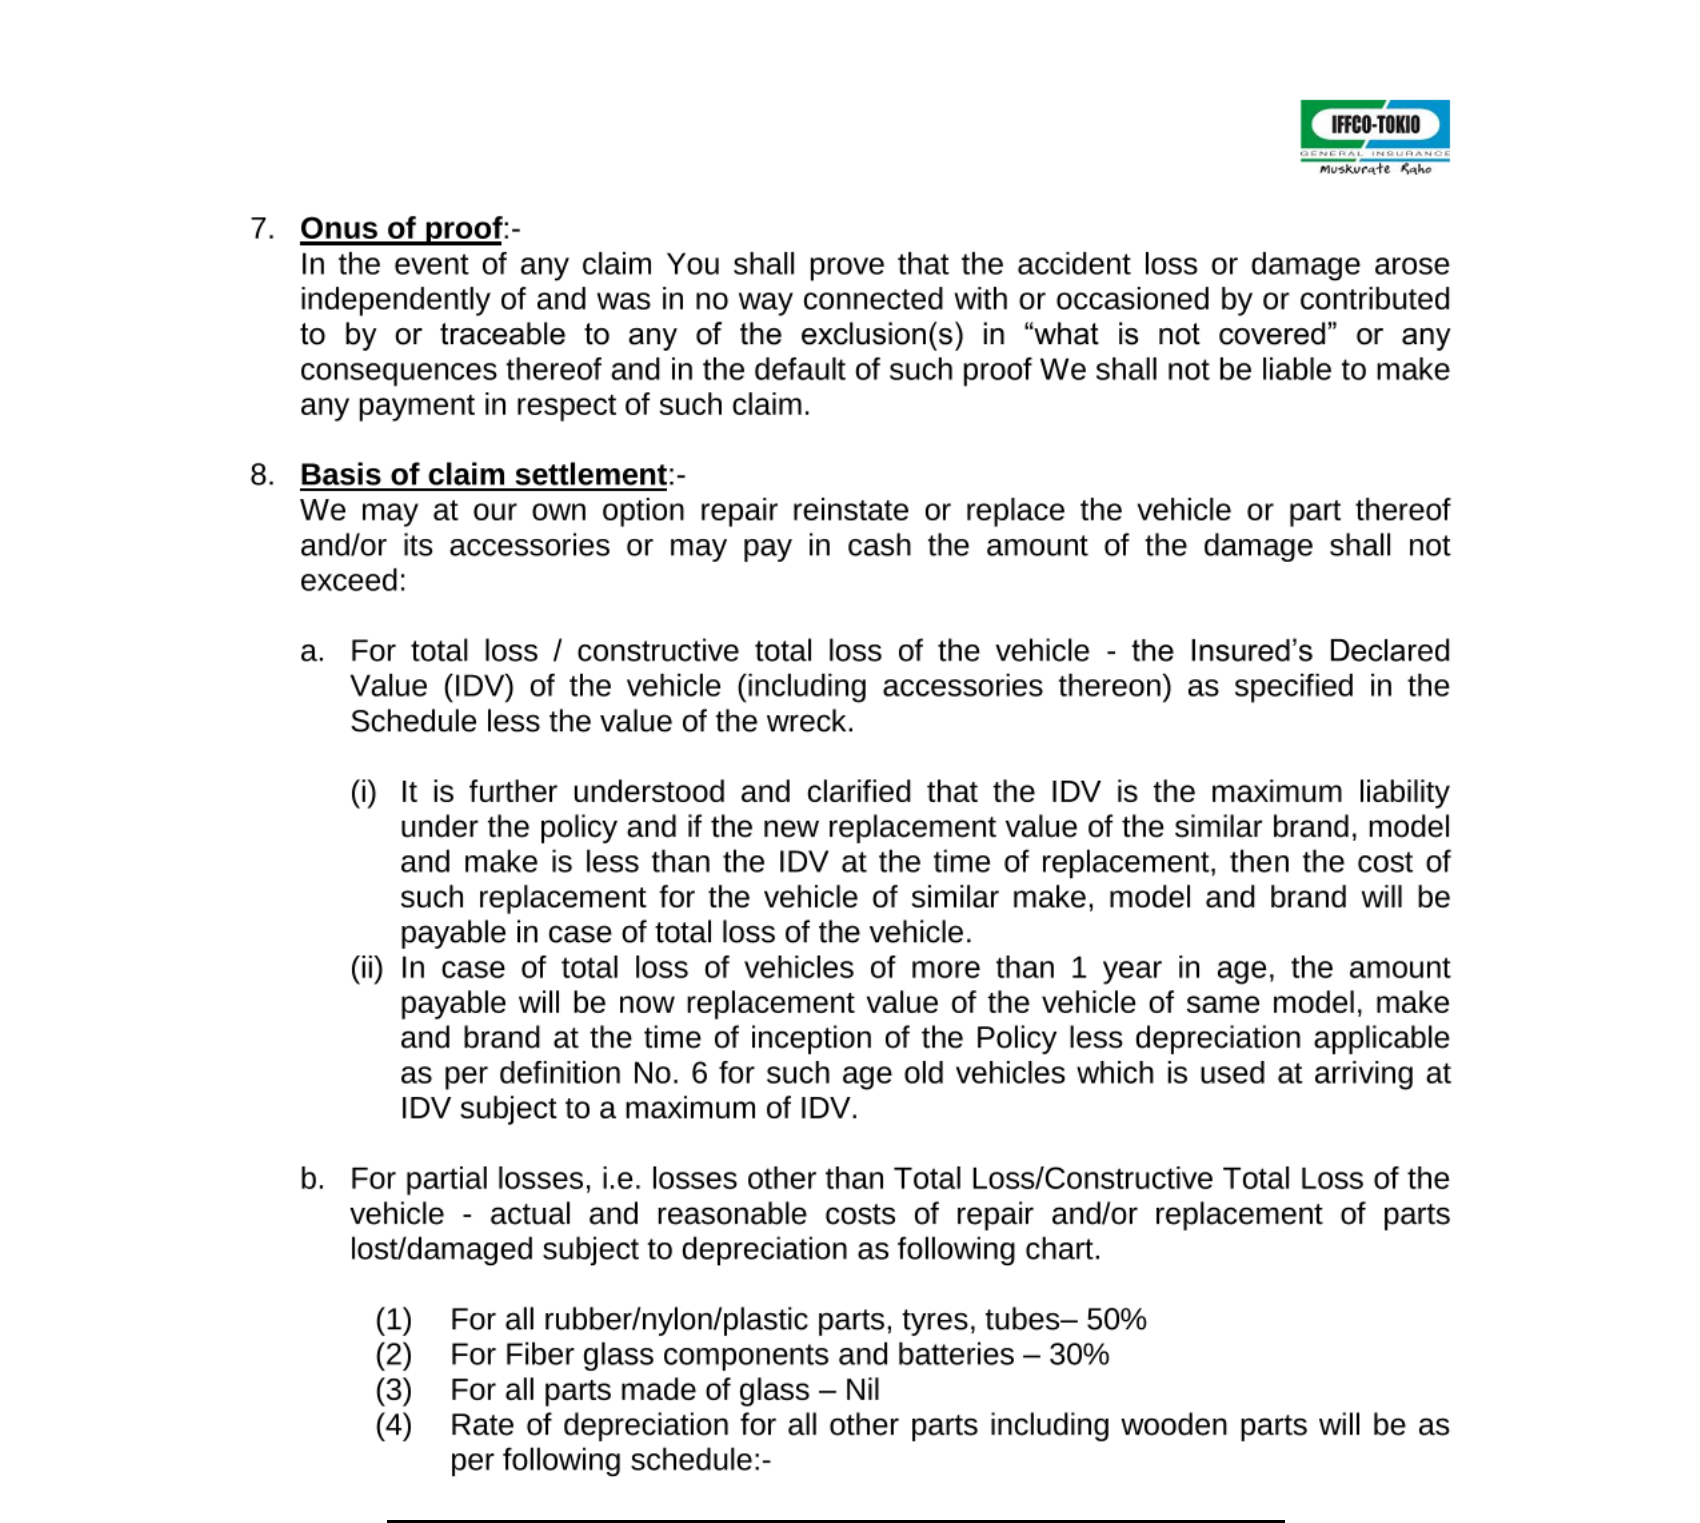 IFFCO-TOKIO
GENERAL INSURANCE
Muskurate Raho
7. Onus of proof:-
In the event of any claim You shall prove that the accident loss or damage arose
independently of and was in no way connected with or occasioned by or contributed
to by or traceable to any of the exclusion(s) in “what is not covered” or any
consequences thereof and in the default of such proof We shall not be liable to make
any payment in respect of such claim.
8. Basis of claim settlement:-
We may at our own option repair reinstate or replace the vehicle or part thereof
and/or its accessories or may pay in cash the amount of the damage shall not
exceed:
a. For total loss / constructive total loss of the vehicle - the Insured’s Declared
Value (IDV) of the vehicle (including accessories thereon) as specified in the
Schedule less the value of the wreck.
(i) It is further understood and clarified that the IDV is the maximum liability
under the policy and if the new replacement value of the similar brand, model
and make is less than the IDV at the time of replacement, then the cost of
such replacement for the vehicle of similar make, model and brand will be
payable in case of total loss of the vehicle.
(ii) In case of total loss of vehicles of more than 1 year in age, the amount
payable will be now replacement value of the vehicle of same model, make
and brand at the time of inception of the Policy less depreciation applicable
as per definition No. 6 for such age old vehicles which is used at arriving at
IDV subject to a maximum of IDV.
b. For partial losses, i.e. losses other than Total Loss/Constructive Total Loss of the
vehicle - actual and reasonable costs of repair and/or replacement of parts
lost/damaged subject to depreciation as following chart.
(1) For all rubber/nylon/plastic parts, tyres, tubes– 50%
(2) For Fiber glass components and batteries – 30%
(3) For all parts made of glass – Nil
(4) Rate of depreciation for all other parts including wooden parts will be as
per following schedule:-